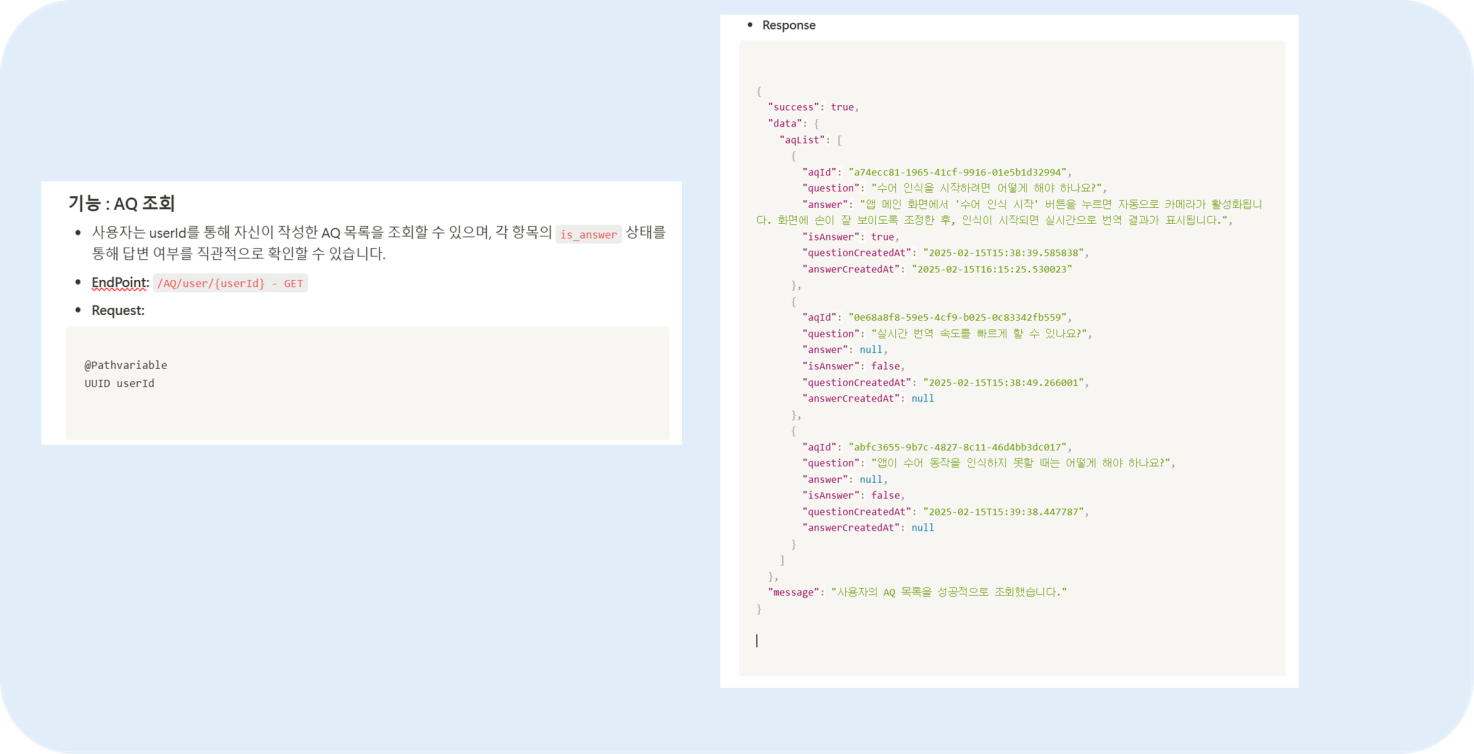 기능 : AQ 조회
• 사용자는 userId를 통해 자신이 작성한 AQ 목록을 조회할 수 있으며, 각 항목의 is_answer 상태를
통해 답변 여부를 직관적으로 확인할 수 있습니다.
• EndPoint: /AQ/user/{userId} - GET
• Request:
@Pathvariable
UUID userId
• Response
{
"success": true,
"data": {
"aqList": [
{
"aqId": "a74ecc81-1965-41cf-9916-01e5b1d32994",
"question": "수어 인식을 시작하려면 어떻게 해야 하나요?",
"answer": "앱 메인 화면에서 '수어 인식 시작' 버튼을 누르면 자동으로 카메라가 활성화됩니
다. 화면에 손이 잘 보이도록 조정한 후, 인식이 시작되면 실시간으로 번역 결과가 표시됩니다.",
"isAnswer": true,
"questionCreatedAt": "2025-02-15T15:38:39.585838",
"answerCreatedAt": "2025-02-15T16:15:25.530023"
},
{
"aqId": "0e68a8f8-59e5-4cf9-b025-0c83342fb559",
"question": "실시간 번역 속도를 빠르게 할 수 있나요?",
"answer": null,
"isAnswer": false,
"questionCreatedAt": "2025-02-15T15:38:49.266001",
"answerCreatedAt": null
},
{
"aqId": "abfc3655-9b7c-4827-8c11-46d4bb3dc017",
"question": "앱이 수어 동작을 인식하지 못할 때는 어떻게 해야 하나요?",
"answer": null,
"isAnswer": false,
"questionCreatedAt": "2025-02-15T15:39:38.447787",
"answerCreatedAt": null
}
]
},
"message": "사용자의 AQ 목록을 성공적으로 조회했습니다."
}